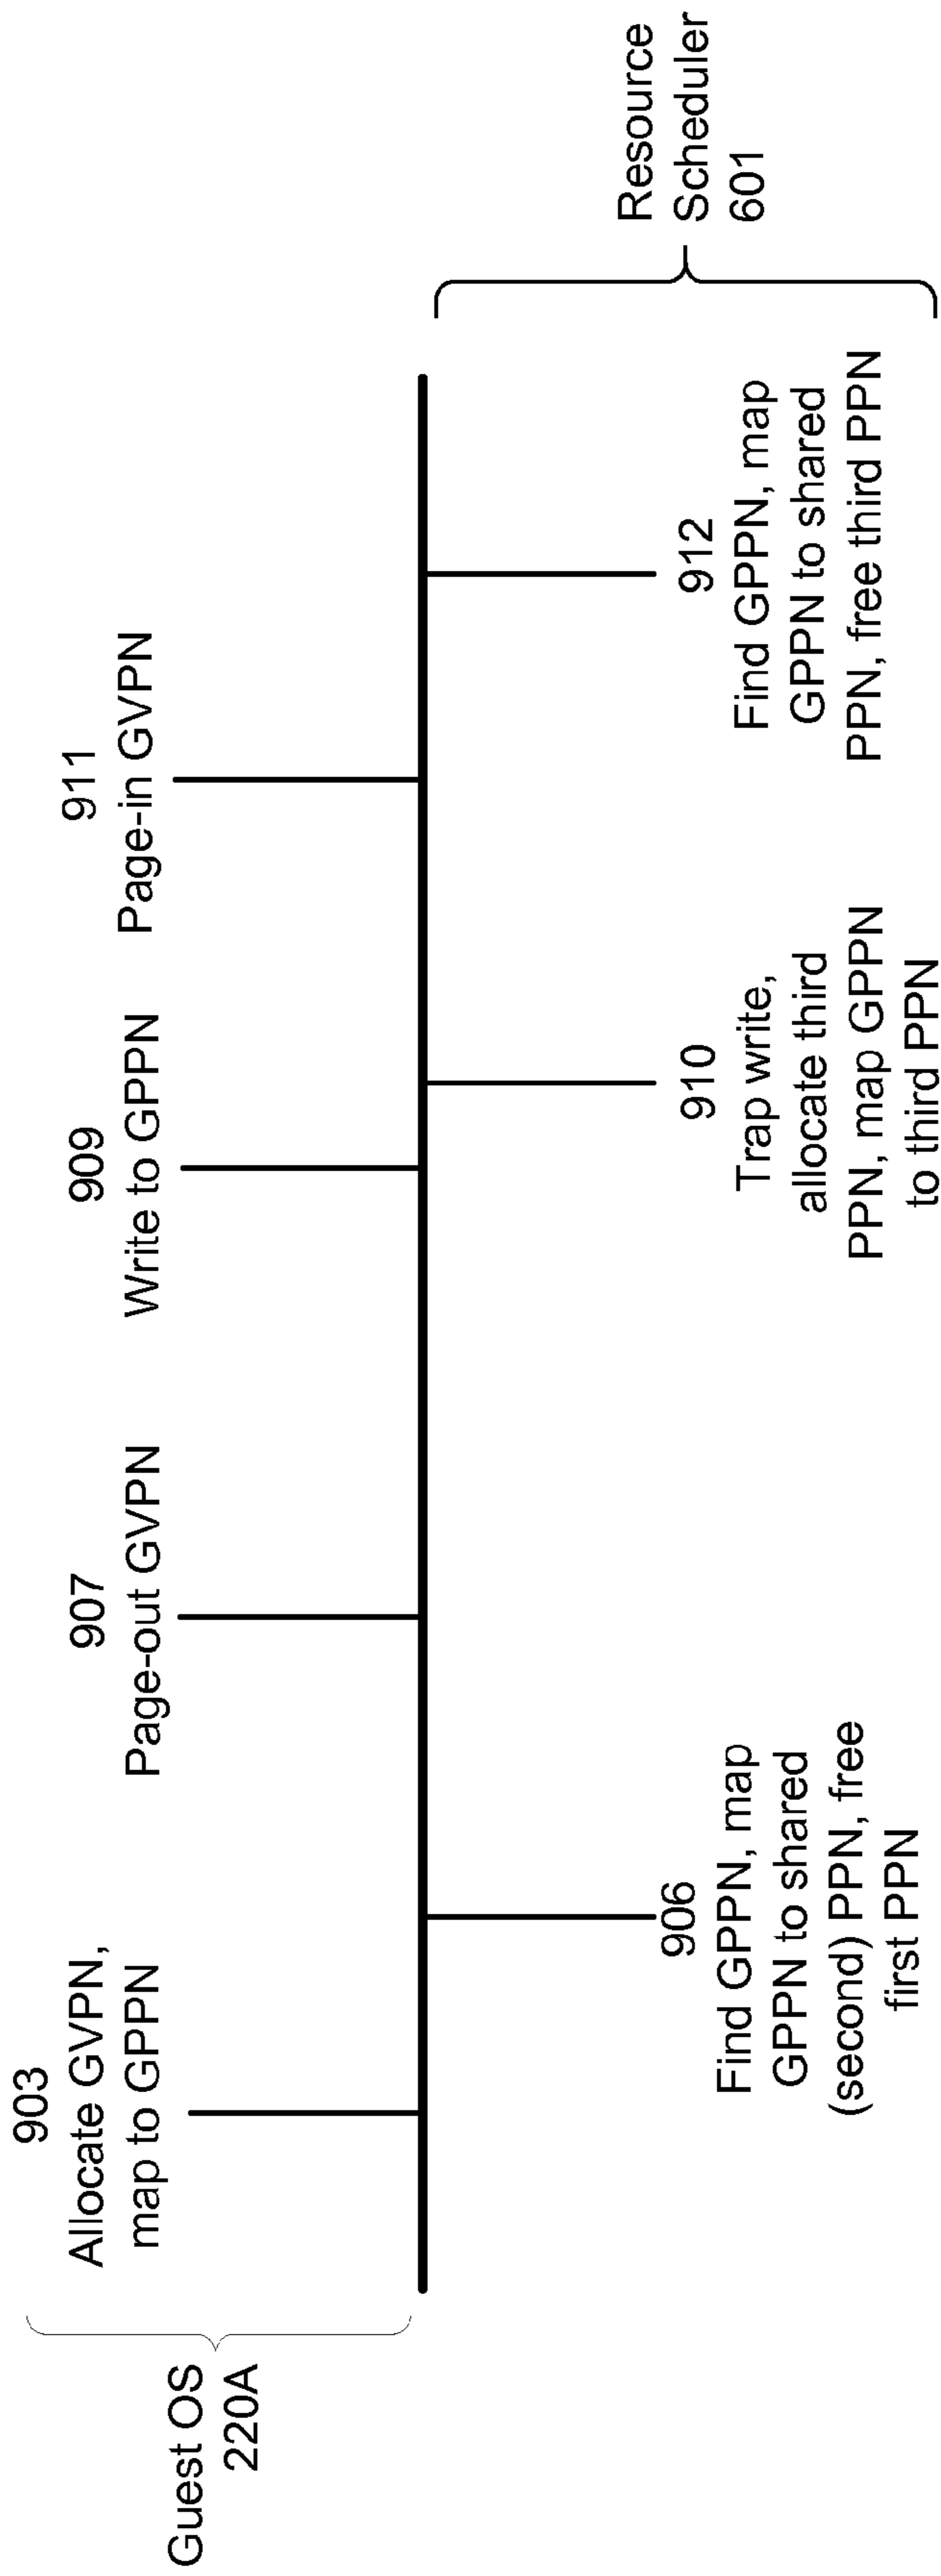 Guest OS
220A
903
Allocate GVPN,
map to GPPN
907
Page-out GVPN
909
Write to GPPN
911
Page-in GVPN
906
Find GPPN, map
GPPN to shared
(second) PPN, free
first PPN
910
Trap write,
allocate third
PPN, map GPPN
to third PPN
912
Find GPPN, map
GPPN to shared
PPN, free third PPN
Resource
Scheduler
601